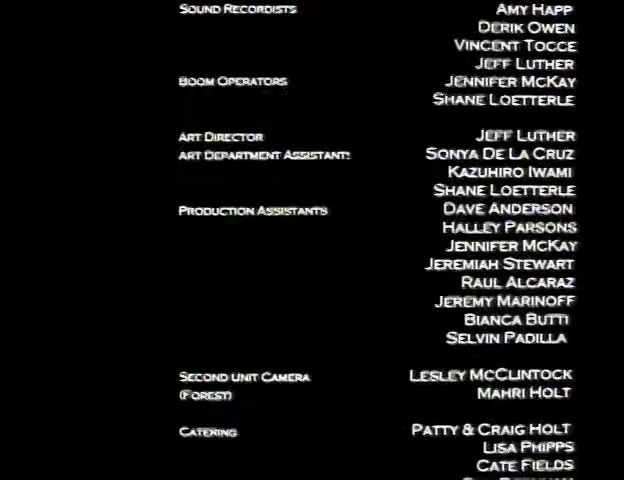 Sound Recordists Amy Happ
Derik Owen
Vincent Tocce
Jeff Luther
Boom Operators Jennifer McKay
Shane Loetterle
Art Director Jeff Luther
Art Department Assistants Sonya De La Cruz
Kazuhiro Iwami
Shane Loetterle
Production Assistants Dave Anderson
Halley Parsons
Jennifer McKay
Jeremiah Stewart
Raul Alcaraz
Jeremy Marinoff
Bianca Butti
Selvin Padilla
Second Unit Camera Lesley McClintock
(Forest) Mahri Holt
Catering Patty & Craig Holt
Lisa Phipps
Cate Fields